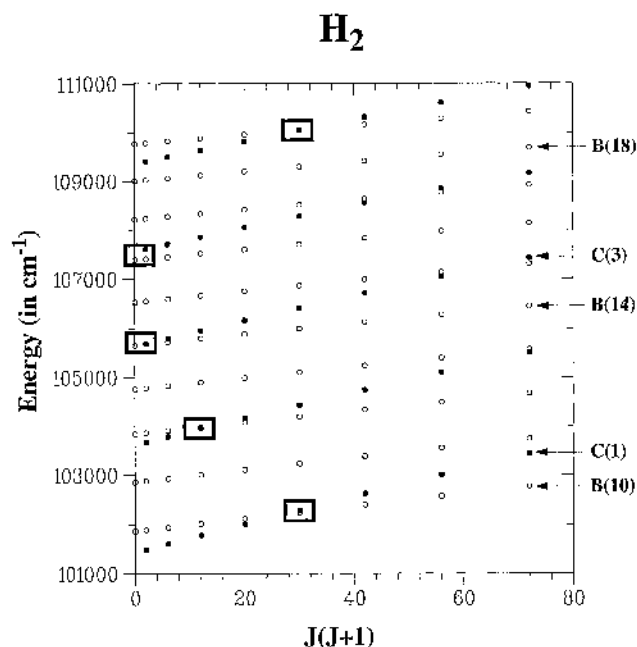 H₂
111000
109000
107000
105000
103000
101000
Energy (in cm⁻¹)
0 20 40 60 80
J(J+1)
B(18)
C(3)
B(14)
C(1)
B(10)